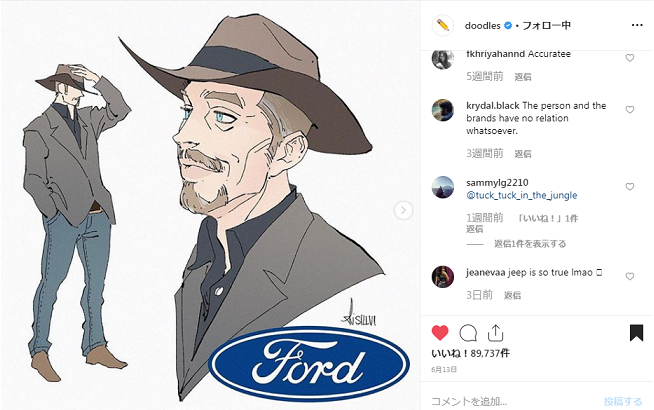 doodles • フォロー中
fkhriyahannd Accuratee
5週間前 返信
krydal.black The person and the
brands have no relation
whatsoever.
3週間前 返信
sammylg2210
@tuck_tuck_in_the_jungle
1週間前 「いいね！」1件
返信
返信1件を表示する
jeanevaa jeep is so true lmao
3日前 返信
いいね！89,737件
6月13日
コメントを追加... 投稿する
Ford